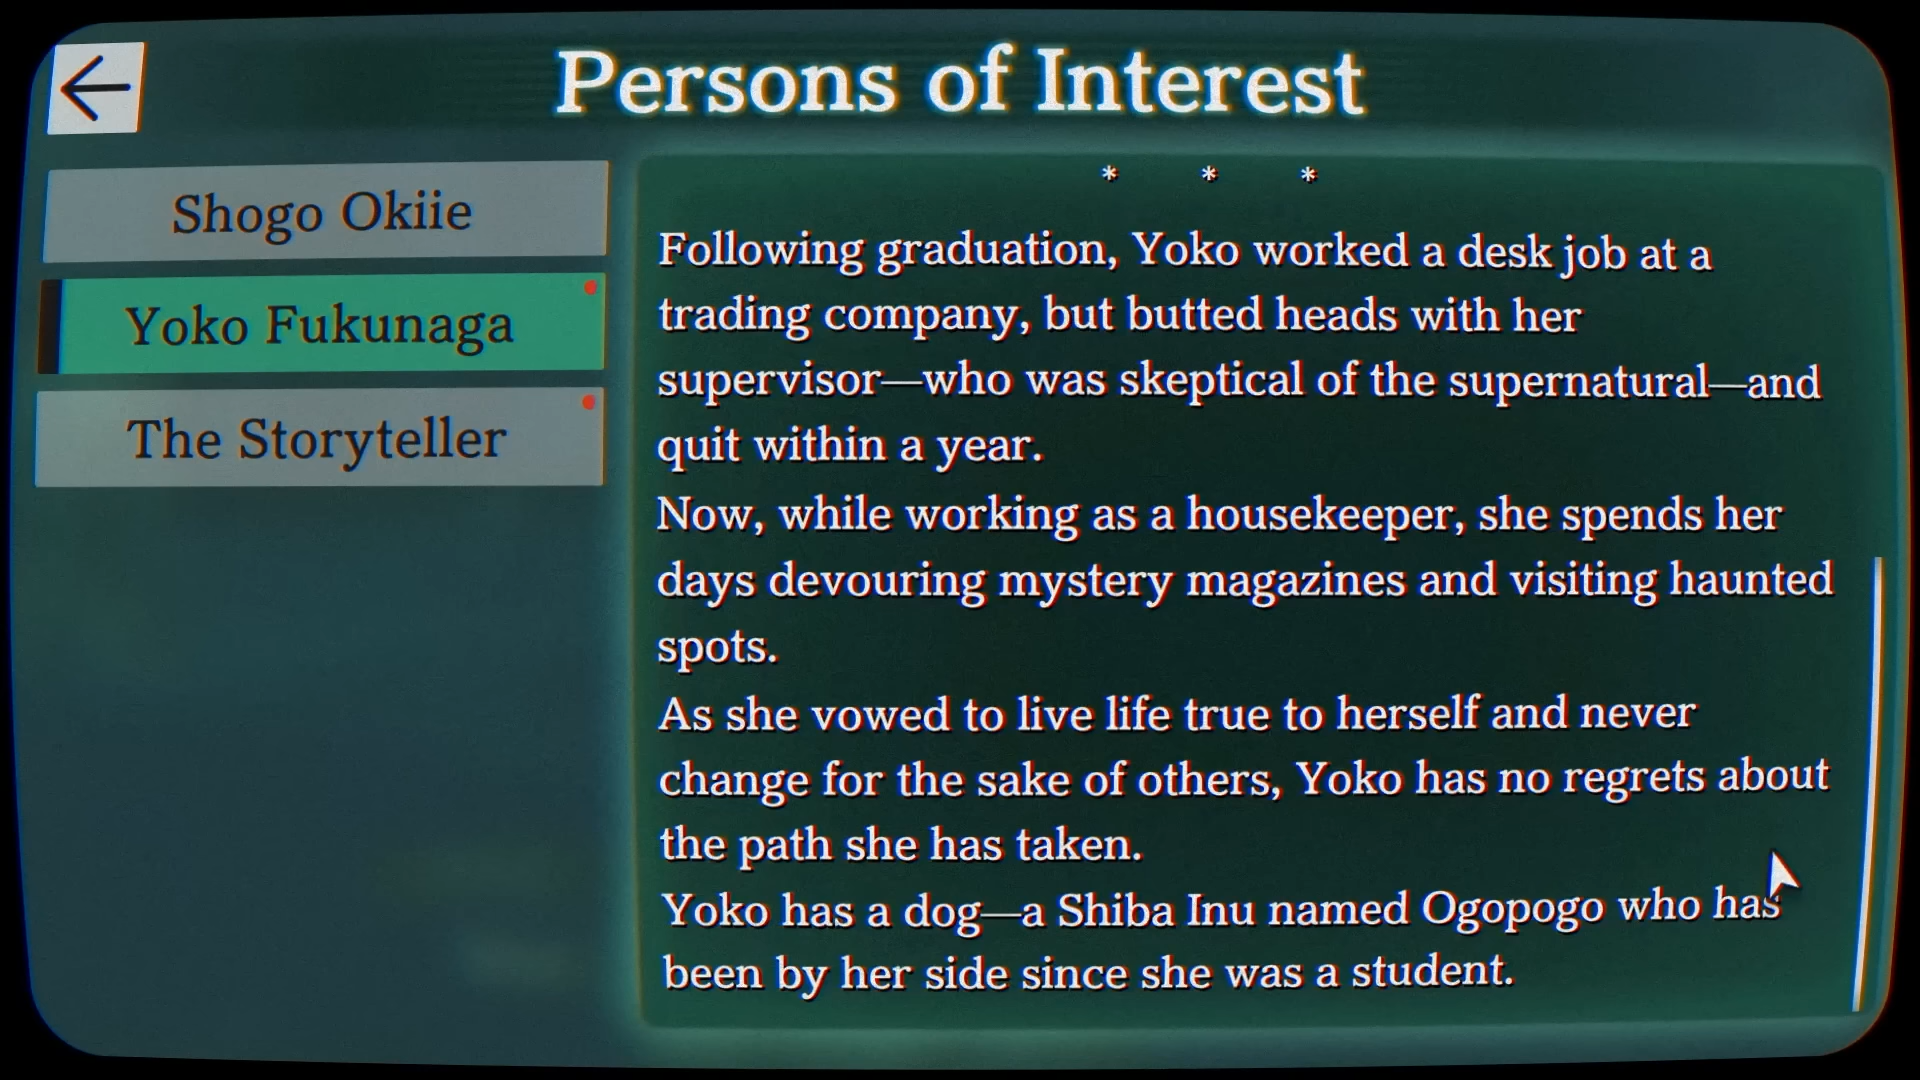 Persons of Interest
Shogo Okiie
Yoko Fukunaga
The Storyteller
* * *
Following graduation, Yoko worked a desk job at a
trading company, but butted heads with her
supervisor—who was skeptical of the supernatural—and
quit within a year.
Now, while working as a housekeeper, she spends her
days devouring mystery magazines and visiting haunted
spots.
As she vowed to live life true to herself and never
change for the sake of others, Yoko has no regrets about
the path she has taken.
Yoko has a dog—a Shiba Inu named Ogopogo who has
been by her side since she was a student.